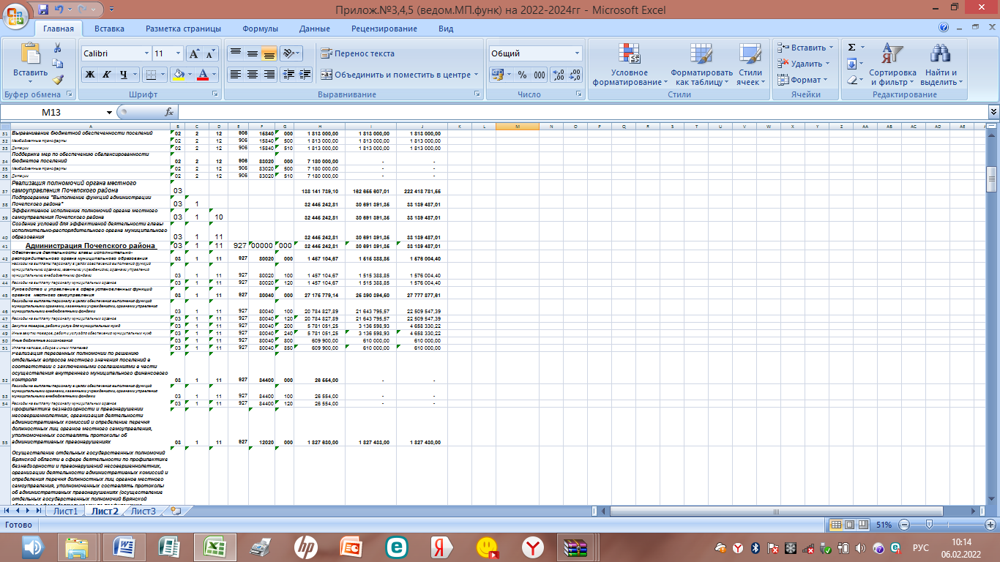 Прилож.№3,4,5 (ведом.МП.функ) на 2022-2024гг - Microsoft Excel
Главная Вставка Разметка страницы Формулы Данные Рецензирование Вид
Вставить
Буфер обмена
Calibri 11
Ж К Ч
Шрифт
Перенос текста
Объединить и поместить в центре
Выравнивание
Общий
% 000
Число
Условное форматирование
Форматировать как таблицу
Стили ячеек
Стили
Вставить
Удалить
Формат
Ячейки
Сортировка и фильтр
Найти и выделить
Редактирование
M13 fx
A B C D E F G H I J K L M N O P Q R S T U V W X Y Z AA AB AC AD AE
31 Выравнивание бюджетной обеспеченности поселений 02 2 12 906 15840 000 1 813 000,00 1 813 000,00 1 813 000,00
32 Межбюджетные трансферты 02 2 12 906 15840 500 1 813 000,00 1 813 000,00 1 813 000,00
33 Дотации 02 2 12 906 15840 510 1 813 000,00 1 813 000,00 1 813 000,00
Поддержка мер по обеспечению сбалансированности
34 бюджетов поселений 02 2 12 906 83020 000 7 180 000,00 - -
35 Межбюджетные трансферты 02 2 12 906 83020 500 7 180 000,00 - -
36 Дотации 02 2 12 906 83020 510 7 180 000,00 - -
Реализация полномочий органа местного
37 самоуправления Почепского района 03 138 141 739,10 162 656 607,01 222 418 781,55
Подпрограмма "Выполнение функций администрации
38 Почепского района" 03 1 32 445 242,81 30 691 391,35 33 139 487,01
Эффективное исполнение полномочий органа местного
39 самоуправления Почепского района 03 1 10 32 445 242,81 30 691 391,35 33 139 487,01
Создание условий для эффективной деятельности главы
исполнительно-распорядительного органа муниципального
40 образования 03 1 11 32 445 242,81 30 691 391,35 33 139 487,01
41 Администрация Почепского района 03 1 11 927 00000 000 32 445 242,81 30 691 391,35 33 139 487,01
Обеспечение деятельности главы исполнительно-
42 распорядительного органа муниципального образования 03 1 11 927 80020 000 1 457 104,67 1 515 388,85 1 576 004,40
Расходы на выплаты персоналу в целях обеспечения выполнения функций
муниципальными органами, казенными учреждениями, органами управления
43 муниципальными внебюджетными фондами 03 1 11 927 80020 100 1 457 104,67 1 515 388,85 1 576 004,40
44 Расходы на выплату персоналу муниципальных органов 03 1 11 927 80020 120 1 457 104,67 1 515 388,85 1 576 004,40
Руководство и управление в сфере установленных функций
45 органов местного самоуправления 03 1 11 927 80040 000 27 175 779,14 25 390 394,50 27 777 877,61
Расходы на выплаты персоналу в целях обеспечения выполнения функций
муниципальными органами, казенными учреждениями, органами управления
46 муниципальными внебюджетными фондами 03 1 11 927 80040 100 20 784 827,89 21 643 795,57 22 509 547,39
47 Расходы на выплату персоналу муниципальных органов 03 1 11 927 80040 120 20 784 827,89 21 643 795,57 22 509 547,39
48 Закупка товаров, работ и услуг для муниципальных нужд 03 1 11 927 80040 200 5 781 051,25 3 136 598,93 4 658 330,22
49 Иные закупки товаров, работ и услуг для обеспечения муниципальных нужд 03 1 11 927 80040 240 5 781 051,25 3 136 598,93 4 658 330,22
50 Иные бюджетные ассигнования 03 1 11 927 80040 800 609 900,00 610 000,00 610 000,00
51 Уплата налогов, сборов и иных платежей 03 1 11 927 80040 850 609 900,00 610 000,00 610 000,00
Реализация переданных полномочий по решению
отдельных вопросов местного значения поселений в
соответствии с заключенными соглашениями в части
осуществления внутреннего муниципального финансового
52 контроля 03 1 11 927 84400 000 26 554,00 - -
Расходы на выплаты персоналу в целях обеспечения выполнения функций
муниципальными органами, казенными учреждениями, органами управления
53 муниципальными внебюджетными фондами 03 1 11 927 84400 100 26 554,00 - -
54 Расходы на выплату персоналу муниципальных органов 03 1 11 927 84400 120 26 554,00 - -
Профилактика безнадзорности и правонарушений
несовершеннолетних, организация деятельности
административных комиссий и определение перечня
должностных лиц органов местного самоуправления,
уполномоченных составлять протоколы об
55 административных правонарушениях 03 1 11 927 12020 000 1 827 630,00 1 827 433,00 1 827 430,00
Осуществление отдельных государственных полномочий
Брянской области в сфере деятельности по профилактике
безнадзорности и правонарушений несовершеннолетних,
организации деятельности административных комиссий и
определения перечня должностных лиц органов местного
самоуправления, уполномоченных составлять протоколы
об административных правонарушениях (осуществление
отдельных государственных полномочий Брянской
Лист1 Лист2 Лист3
Готово 51%
РУС 10:14
06.02.2022